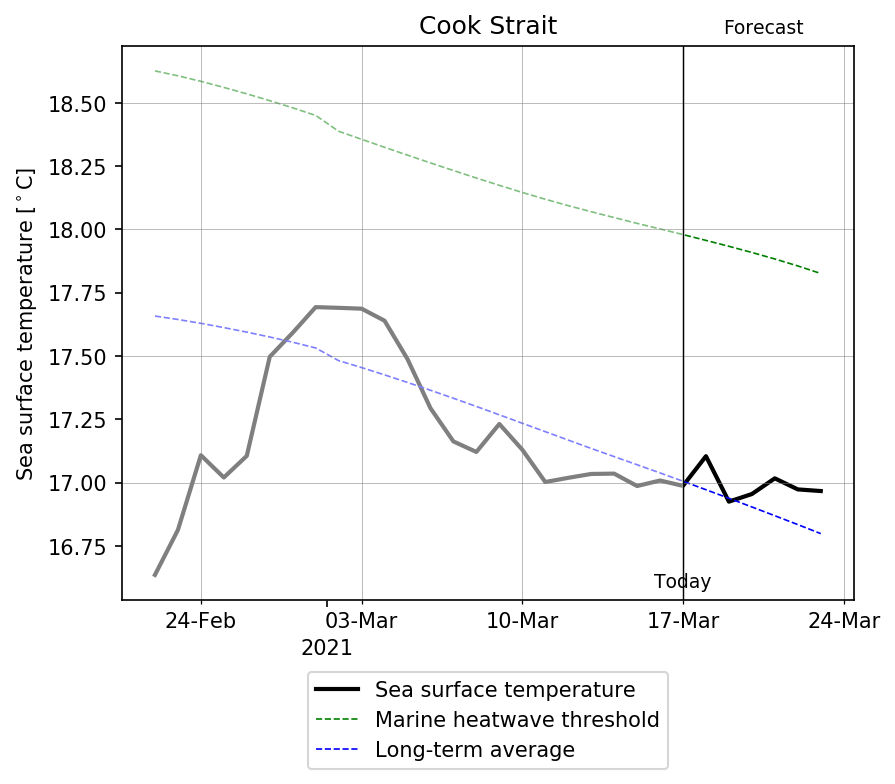 Cook Strait
Forecast
Sea surface temperature [°C]
18.50
18.25
18.00
17.75
17.50
17.25
17.00
16.75
Today
24-Feb
03-Mar
10-Mar
17-Mar
24-Mar
2021
Sea surface temperature
Marine heatwave threshold
Long-term average